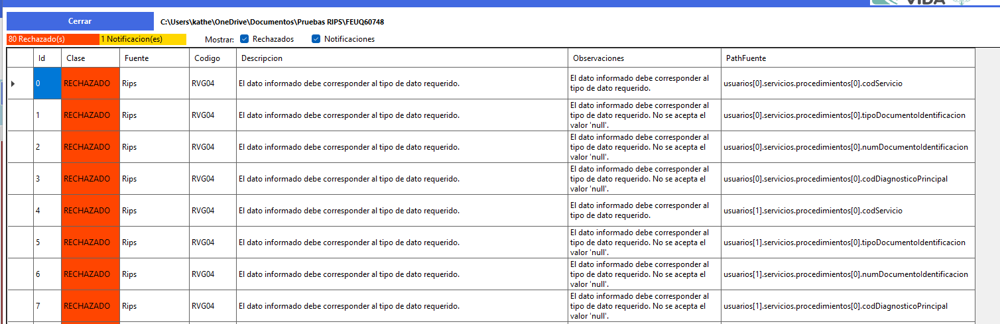 VIDA
Cerrar
C:\Users\kathe\OneDrive\Documentos\Pruebas RIPS\FEUQ60748
80 Rechazado(s)
1 Notificacion(es)
Mostrar:
Rechazados
Notificaciones
Id Clase Fuente Codigo Descripcion Observaciones PathFuente
0 RECHAZADO Rips RVG04 El dato informado debe corresponder al tipo de dato requerido.
El dato informado debe corresponder al
tipo de dato requerido.
usuarios[0].servicios.procedimientos[0].codServicio
1 RECHAZADO Rips RVG04 El dato informado debe corresponder al tipo de dato requerido.
El dato informado debe corresponder al
tipo de dato requerido. No se acepta el
valor 'null'.
usuarios[0].servicios.procedimientos[0].tipoDocumentoIdentificacion
2 RECHAZADO Rips RVG04 El dato informado debe corresponder al tipo de dato requerido.
El dato informado debe corresponder al
tipo de dato requerido. No se acepta el
valor 'null'.
usuarios[0].servicios.procedimientos[0].numDocumentoIdentificacion
3 RECHAZADO Rips RVG04 El dato informado debe corresponder al tipo de dato requerido.
El dato informado debe corresponder al
tipo de dato requerido. No se acepta el
valor 'null'.
usuarios[0].servicios.procedimientos[0].codDiagnosticoPrincipal
4 RECHAZADO Rips RVG04 El dato informado debe corresponder al tipo de dato requerido.
El dato informado debe corresponder al
tipo de dato requerido.
usuarios[1].servicios.procedimientos[0].codServicio
5 RECHAZADO Rips RVG04 El dato informado debe corresponder al tipo de dato requerido.
El dato informado debe corresponder al
tipo de dato requerido. No se acepta el
valor 'null'.
usuarios[1].servicios.procedimientos[0].tipoDocumentoIdentificacion
6 RECHAZADO Rips RVG04 El dato informado debe corresponder al tipo de dato requerido.
El dato informado debe corresponder al
tipo de dato requerido. No se acepta el
valor 'null'.
usuarios[1].servicios.procedimientos[0].numDocumentoIdentificacion
7 RECHAZADO Rips RVG04 El dato informado debe corresponder al tipo de dato requerido.
El dato informado debe corresponder al
tipo de dato requerido. No se acepta el
valor 'null'.
usuarios[1].servicios.procedimientos[0].codDiagnosticoPrincipal